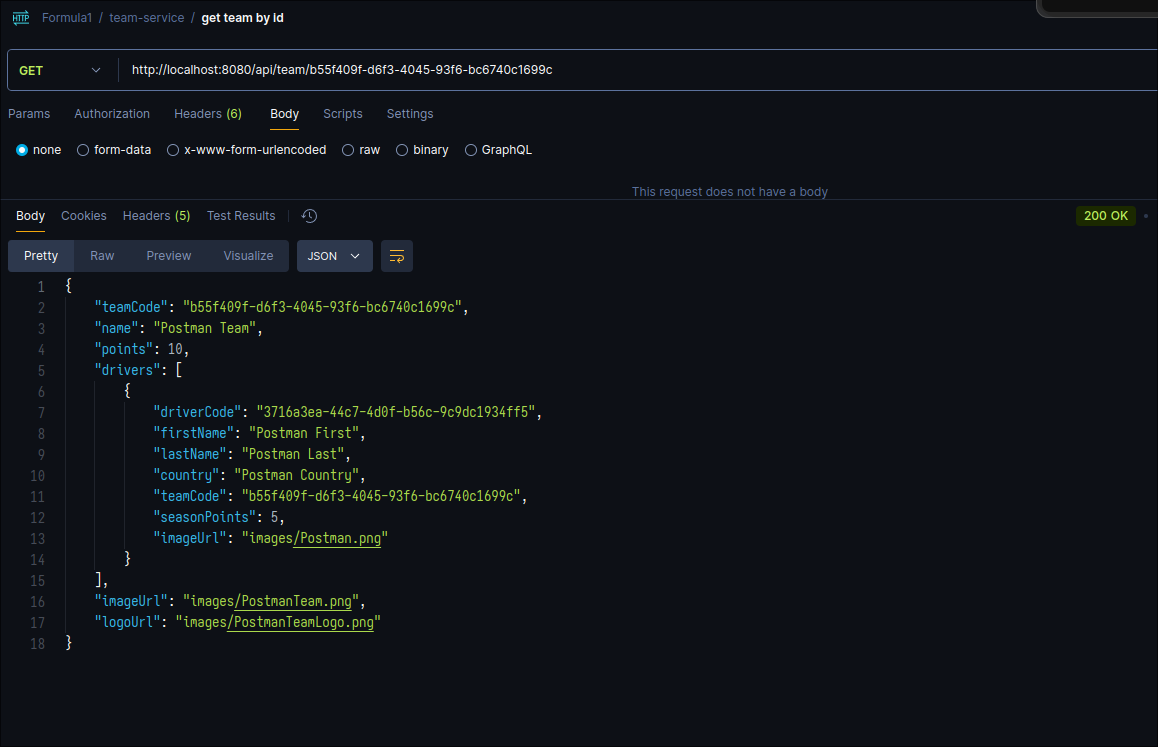 HTTP Formula1 / team-service / get team by id
GET http://localhost:8080/api/team/b55f409f-d6f3-4045-93f6-bc6740c1699c
Params Authorization Headers (6) Body Scripts Settings
none form-data x-www-form-urlencoded raw binary GraphQL
This request does not have a body
Body Cookies Headers (5) Test Results 200 OK
Pretty Raw Preview Visualize JSON
1 {
2 "teamCode": "b55f409f-d6f3-4045-93f6-bc6740c1699c",
3 "name": "Postman Team",
4 "points": 10,
5 "drivers": [
6 {
7 "driverCode": "3716a3ea-44c7-4d0f-b56c-9c9dc1934ff5",
8 "firstName": "Postman First",
9 "lastName": "Postman Last",
10 "country": "Postman Country",
11 "teamCode": "b55f409f-d6f3-4045-93f6-bc6740c1699c",
12 "seasonPoints": 5,
13 "imageUrl": "images/Postman.png"
14 }
15 ],
16 "imageUrl": "images/PostmanTeam.png",
17 "logoUrl": "images/PostmanTeamLogo.png"
18 }